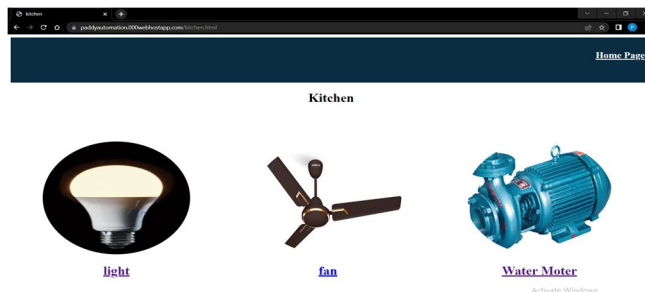 kitchen
paddyautomation.000webhostapp.com/kitchen.html
Home Page
Kitchen
light
fan
Water Moter
Activate Windows